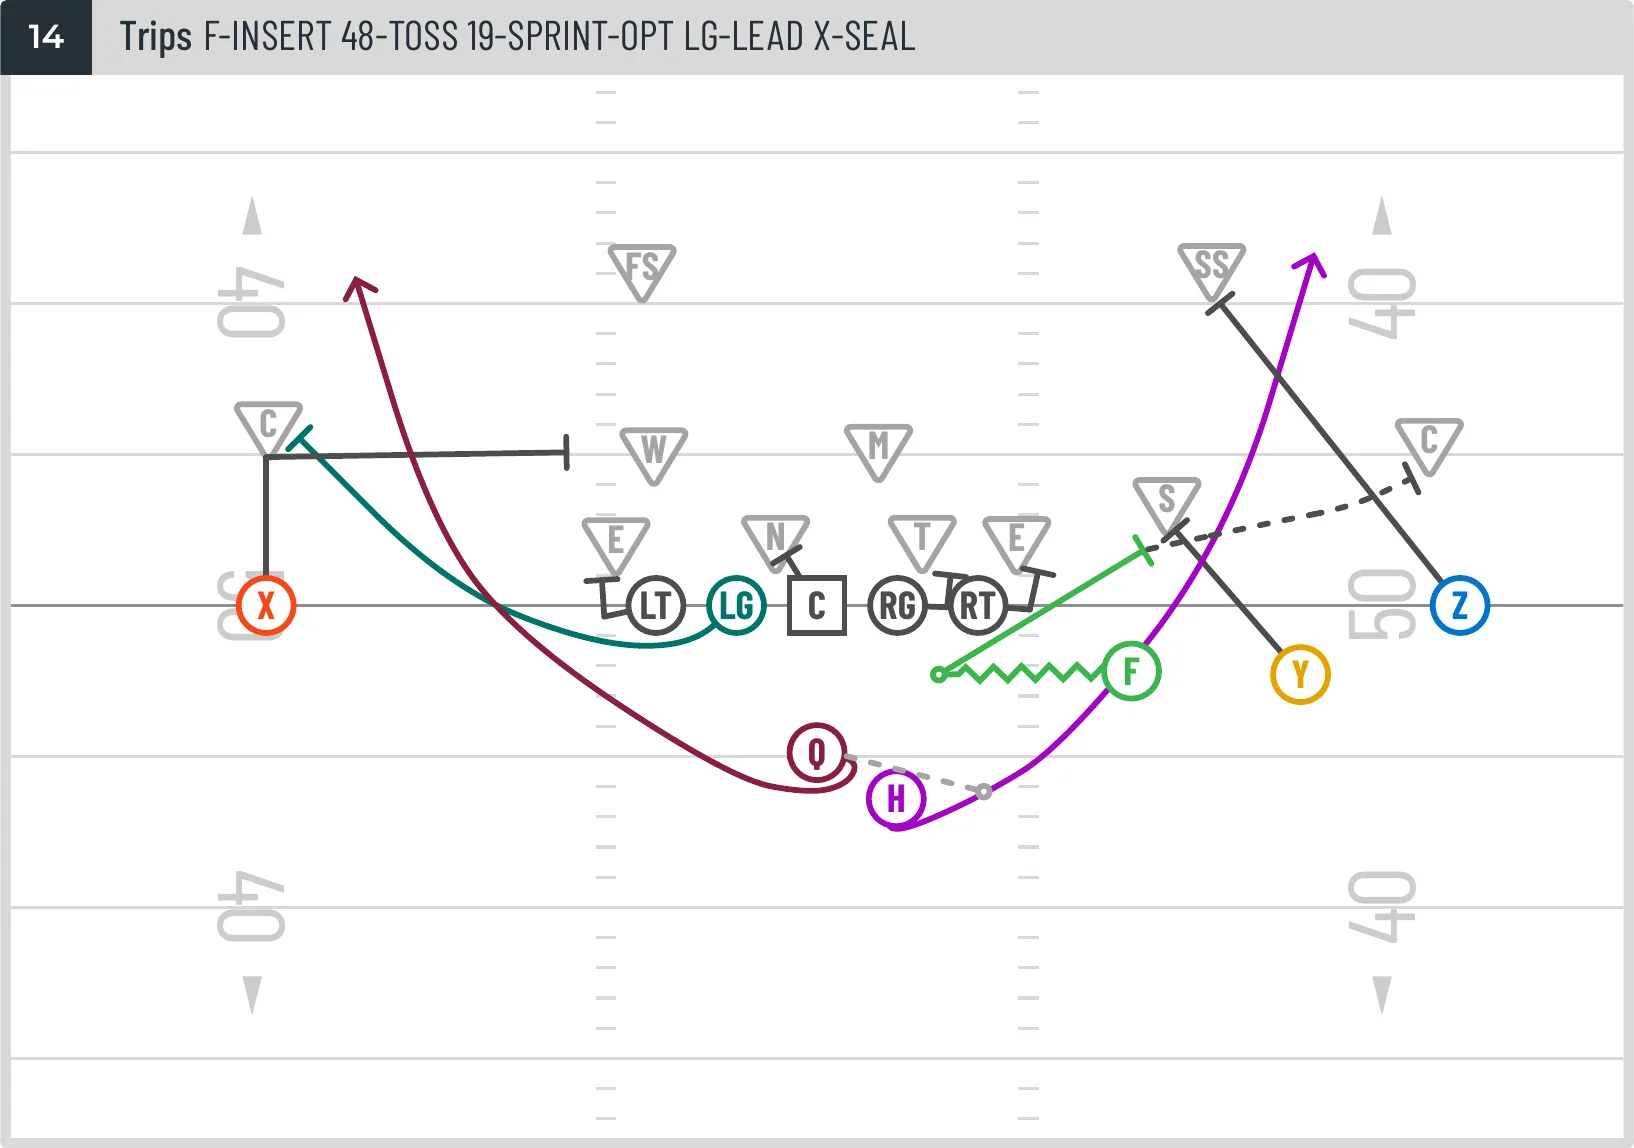 14 Trips F-INSERT 48-TOSS 19-SPRINT-OPT LG-LEAD X-SEAL
FS SS
40 40
C W M C
S
E N T E
50
X LT LG C RG RT Z
F Y
Q
H
40 40